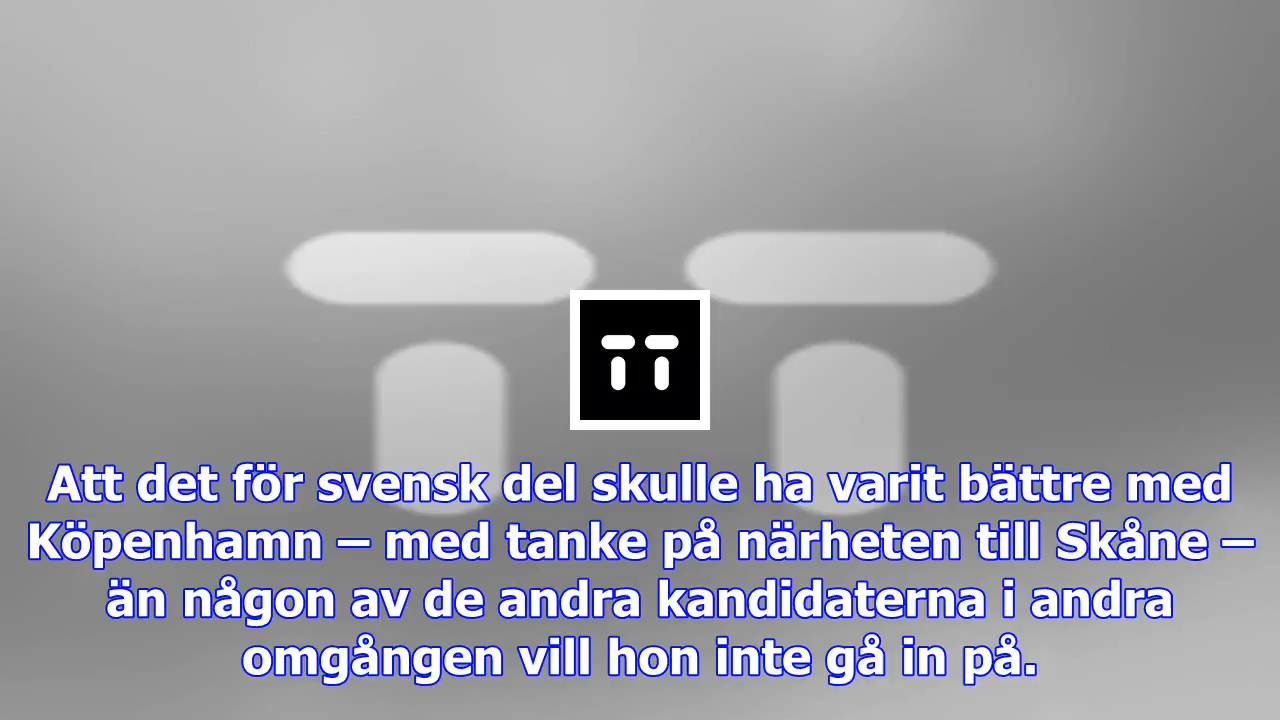 Att det för svensk del skulle ha varit bättre med
Köpenhamn – med tanke på närheten till Skåne –
än någon av de andra kandidaterna i andra
omgången vill hon inte gå in på.